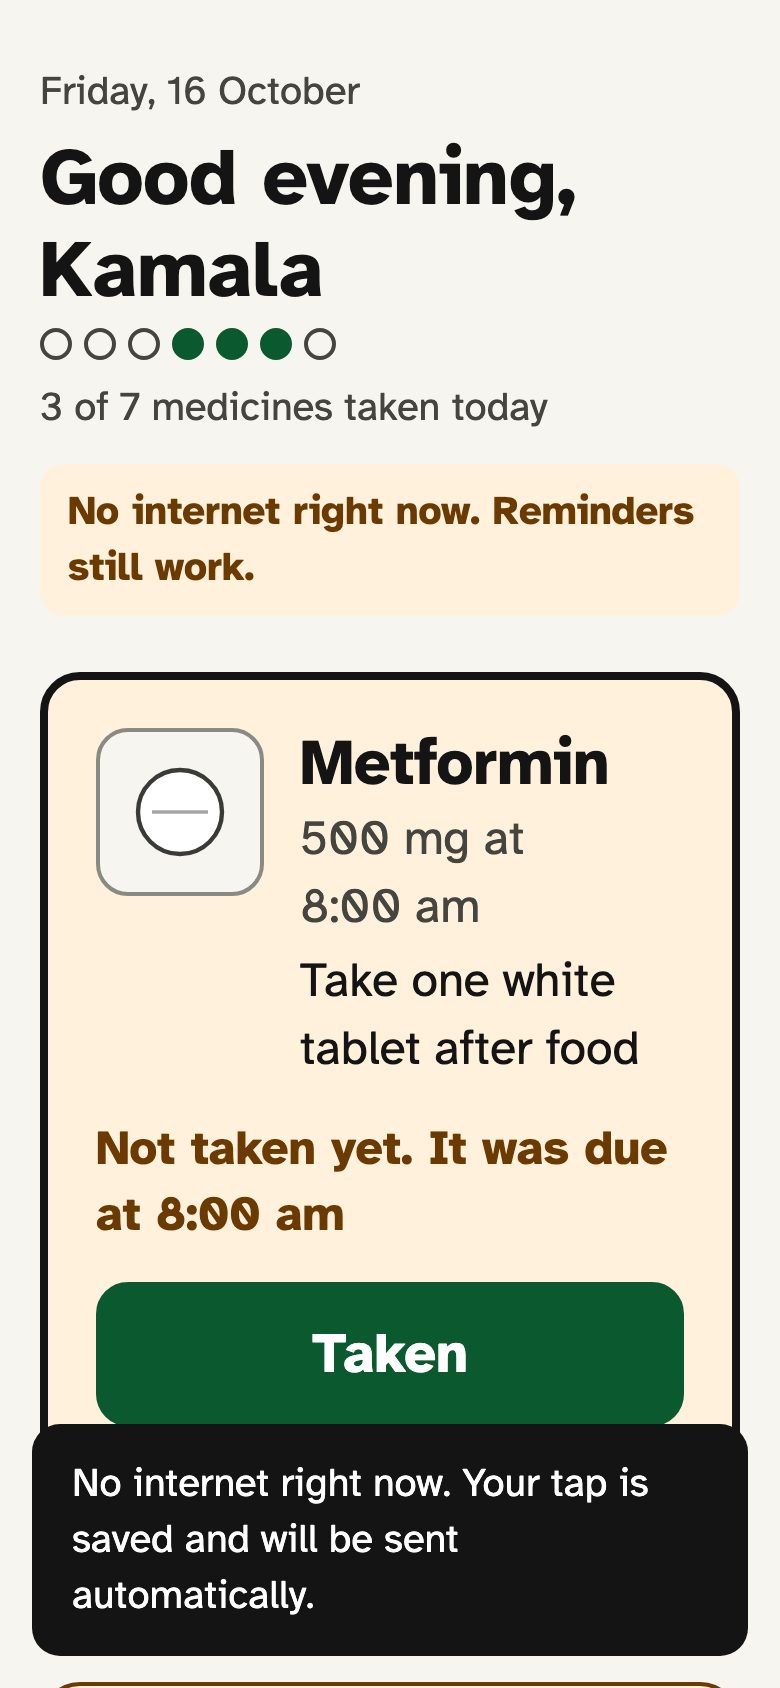 Friday, 16 October
Good evening,
Kamala
3 of 7 medicines taken today
No internet right now. Reminders
still work.
Metformin
500 mg at
8:00 am
Take one white
tablet after food
Not taken yet. It was due
at 8:00 am
Taken
No internet right now. Your tap is
saved and will be sent
automatically.